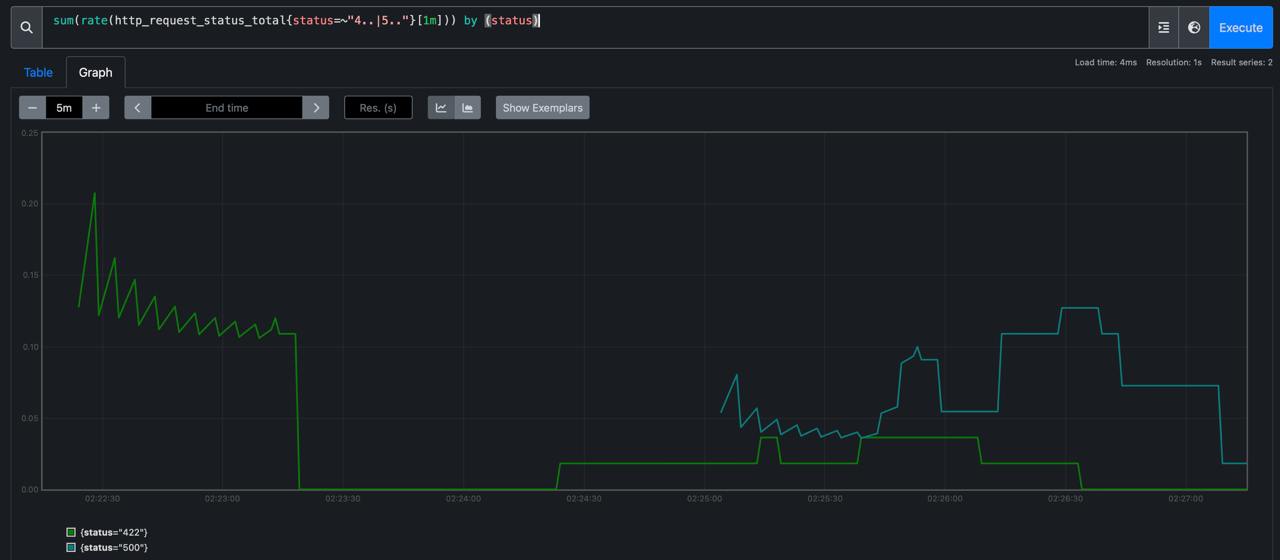 sum(rate(http_request_status_total{status=~"4..|5.."}[1m])) by (status)
Execute
Load time: 4ms Resolution: 1s Result series: 2
Table
Graph
5m
End time
Res. (s)
Show Exemplars
0.25
0.20
0.15
0.10
0.05
0.00
02:22:30 02:23:00 02:23:30 02:24:00 02:24:30 02:25:00 02:25:30 02:26:00 02:26:30 02:27:00
{status="422"}
{status="500"}